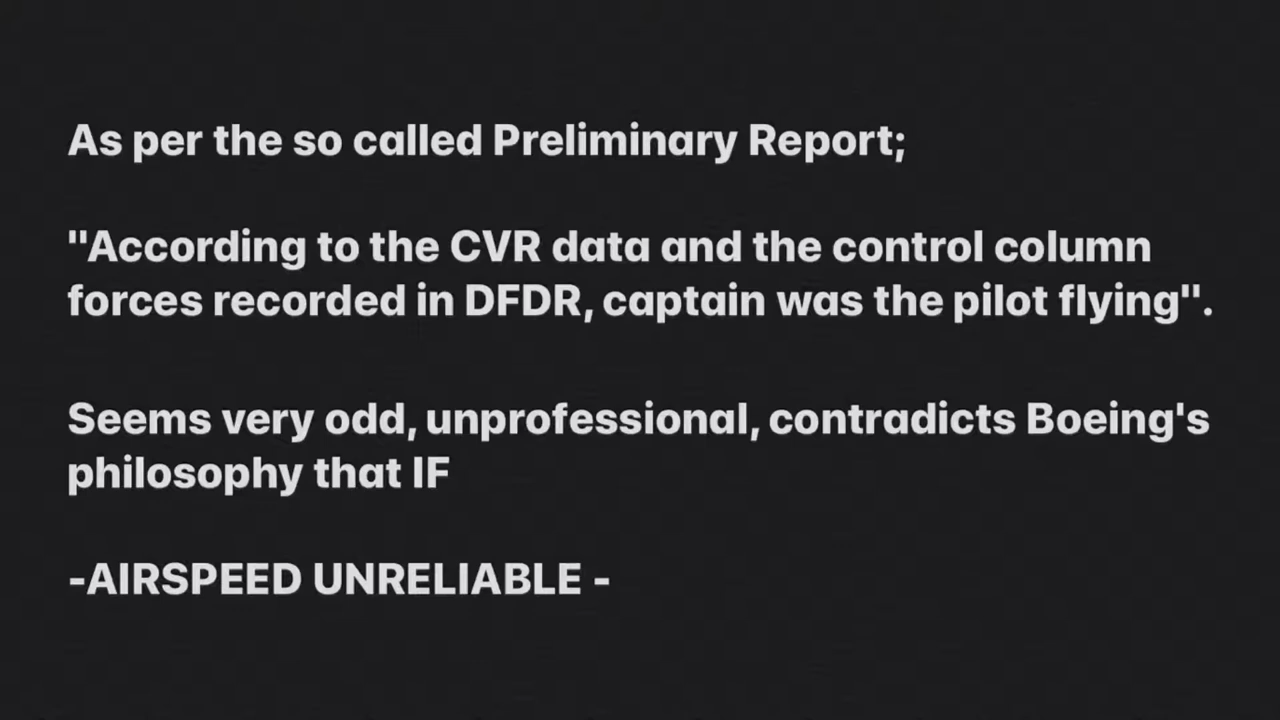 As per the so called Preliminary Report;
"According to the CVR data and the control column
forces recorded in DFDR, captain was the pilot flying".
Seems very odd, unprofessional, contradicts Boeing's
philosophy that IF
-AIRSPEED UNRELIABLE -